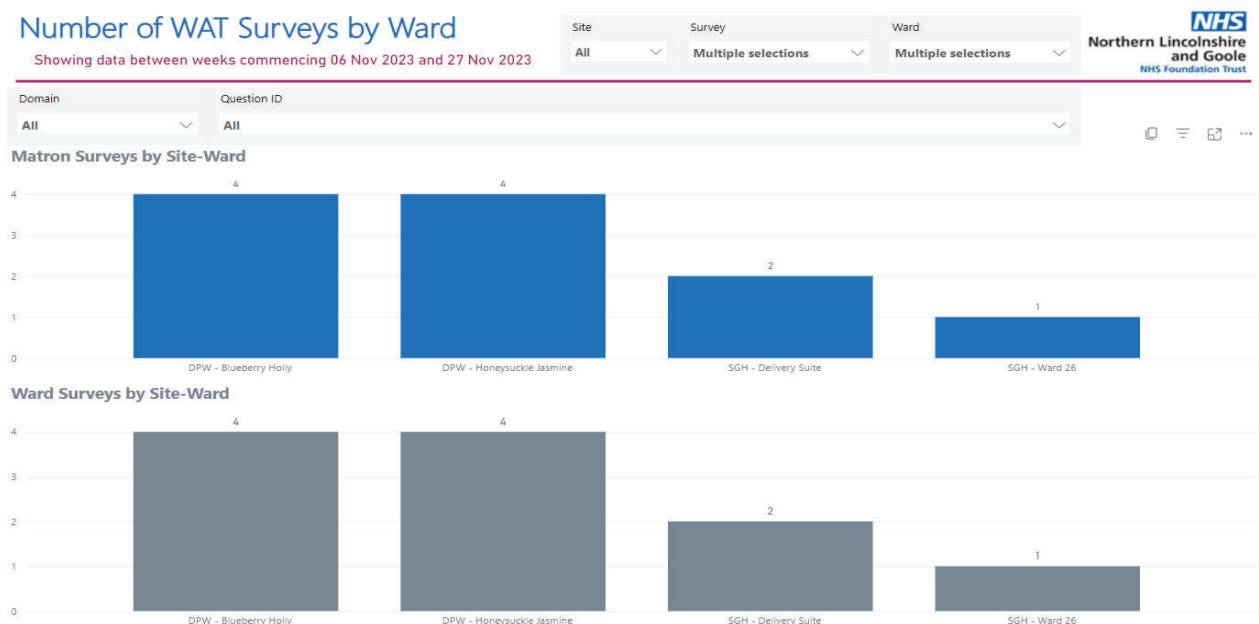 Number of WAT Surveys by Ward
Showing data between weeks commencing 06 Nov 2023 and 27 Nov 2023
Site
All
Survey
Multiple selections
Ward
Multiple selections
NHS
Northern Lincolnshire
and Goole
NHS Foundation Trust
Domain
All
Question ID
All
Matron Surveys by Site-Ward
4
3
2
1
0
4
4
2
1
DPW - Blueberry Holly
DPW - Honeysuckle Jasmine
SGH - Delivery Suite
SGH - Ward 26
Ward Surveys by Site-Ward
4
3
2
1
0
4
4
2
1
DPW - Blueberry Holly
DPW - Honeysuckle Jasmine
SGH - Delivery Suite
SGH - Ward 26